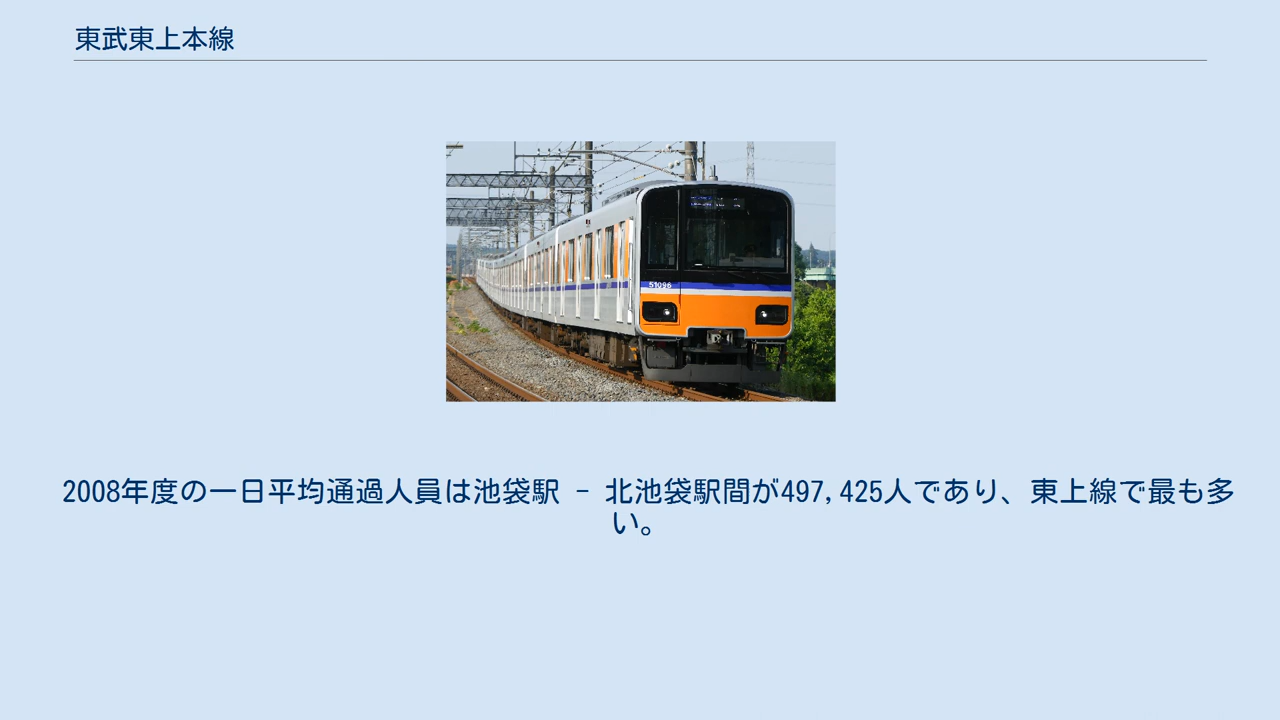 東武東上本線
51096
2008年度の一日平均通過人員は池袋駅 - 北池袋駅間が497,425人であり、東上線で最も多
い。